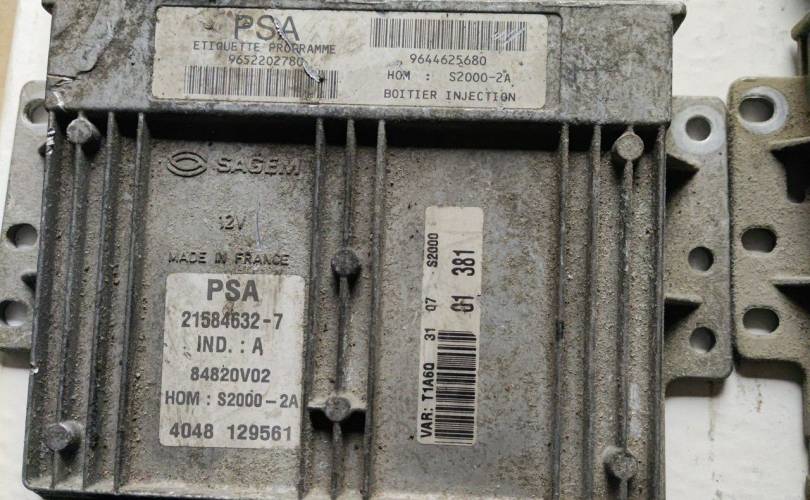 PSA
ETIQUETTE PROGRAMME
9652202780
9644625680
HOM : S2000-2A
BOITIER INJECTION
SAGEM
12V
MADE IN FRANCE
PSA
21584632-7
IND. : A
84820V02
HOM : S2000-2A
4048 129561
VAR: T1A6Q 31 07 S2000
01 381